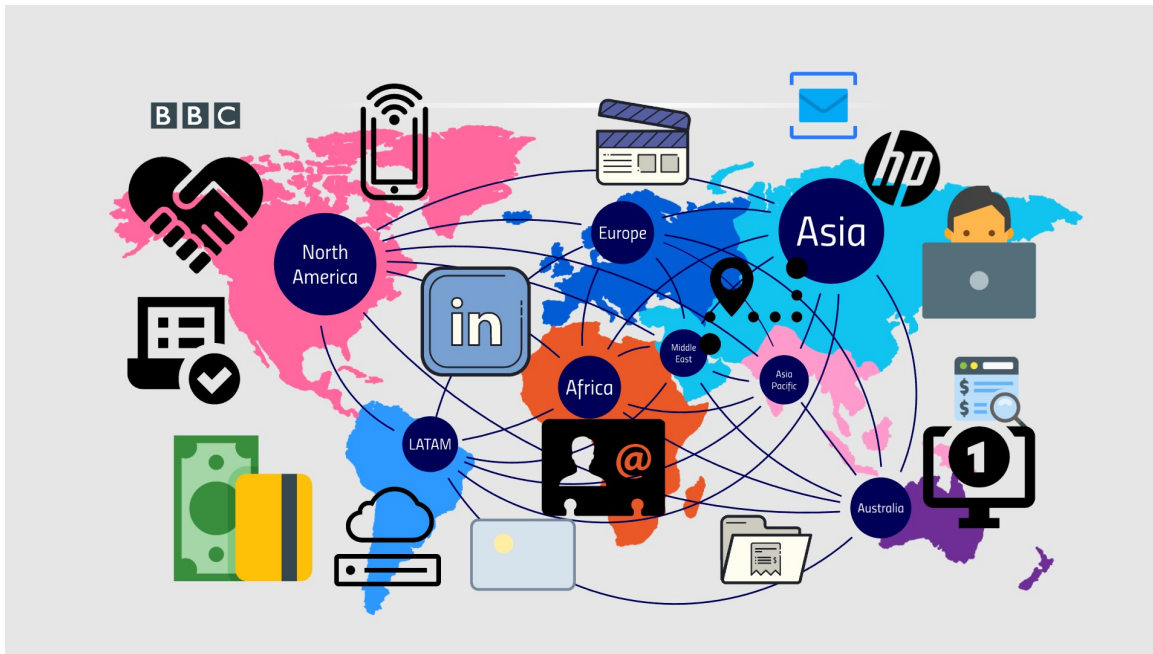 BBC
hp
North
America
Europe
Asia
in
Middle
East
Africa
Asia
Pacific
LATAM
$
$
@
1
Australia
$